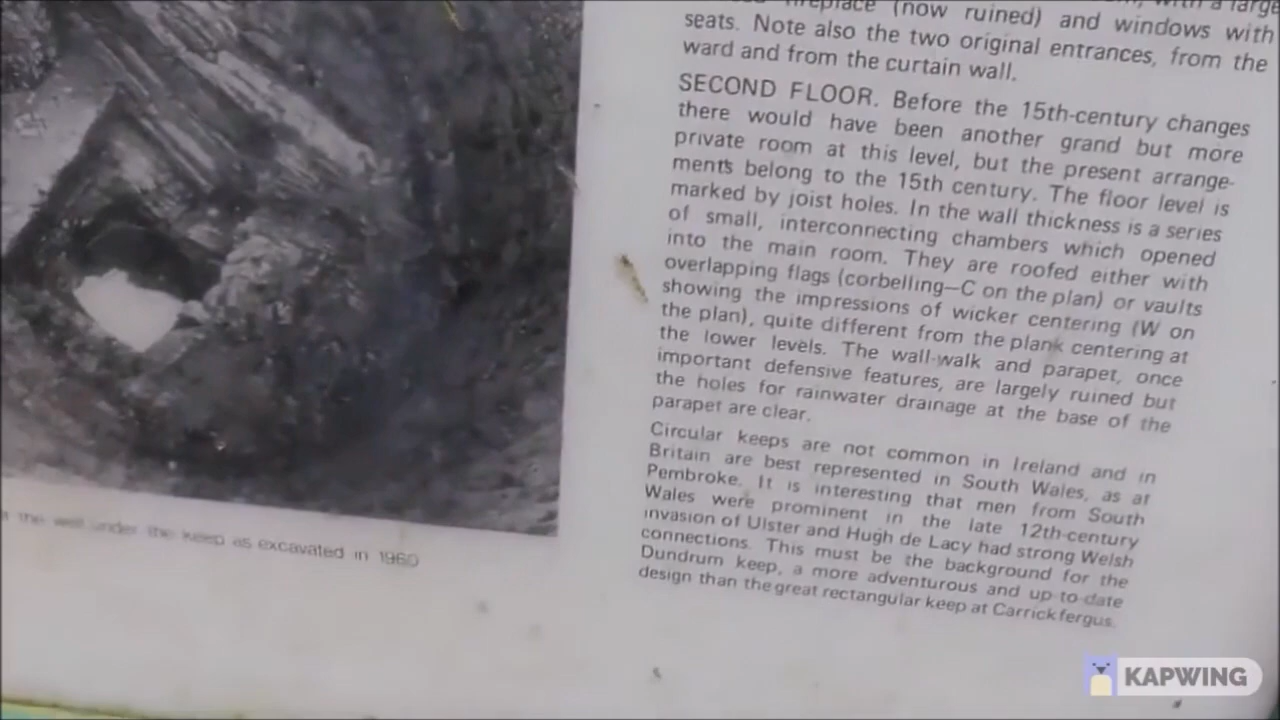 fireplace (now ruined) and windows with
seats. Note also the two original entrances, from the
ward and from the curtain wall.
SECOND FLOOR. Before the 15th-century changes
there would have been another grand but more
private room at this level, but the present arrange-
ments belong to the 15th century. The floor level is
marked by joist holes. In the wall thickness is a series
of small, interconnecting chambers which opened
into the main room. They are roofed either with
overlapping flags (corbelling—C on the plan) or vaults
showing the impressions of wicker centering (W on
the plan), quite different from the plank centering at
the lower levels. The wall-walk and parapet, once
important defensive features, are largely ruined but
the holes for rainwater drainage at the base of the
parapet are clear.
Circular keeps are not common in Ireland and in
Britain are best represented in South Wales, as at
Pembroke. It is interesting that men from South
Wales were prominent in the late 12th-century
invasion of Ulster and Hugh de Lacy had strong Welsh
connections. This must be the background for the
Dundrum keep, a more adventurous and up-to-date
design than the great rectangular keep at Carrickfergus.
the well under the keep as excavated in 1960
KAPWING